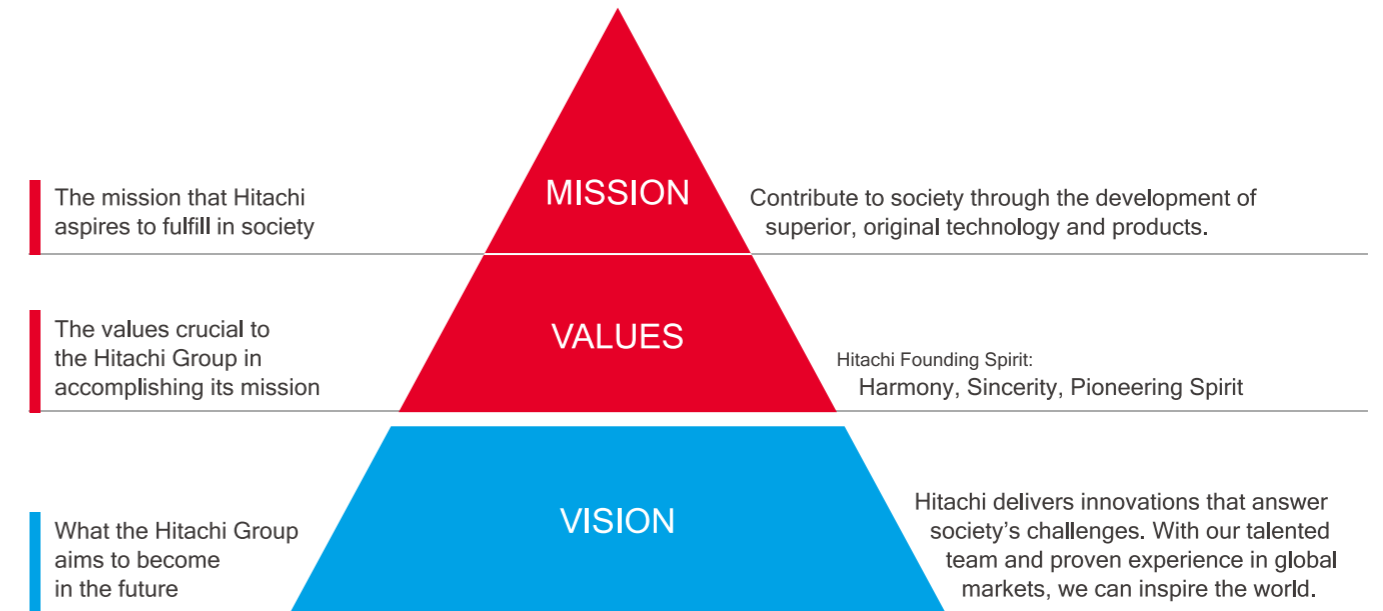 The mission that Hitachi
aspires to fulfill in society
MISSION
Contribute to society through the development of
superior, original technology and products.
The values crucial to
the Hitachi Group in
accomplishing its mission
VALUES
Hitachi Founding Spirit:
Harmony, Sincerity, Pioneering Spirit
What the Hitachi Group
aims to become
in the future
VISION
Hitachi delivers innovations that answer
society’s challenges. With our talented
team and proven experience in global
markets, we can inspire the world.